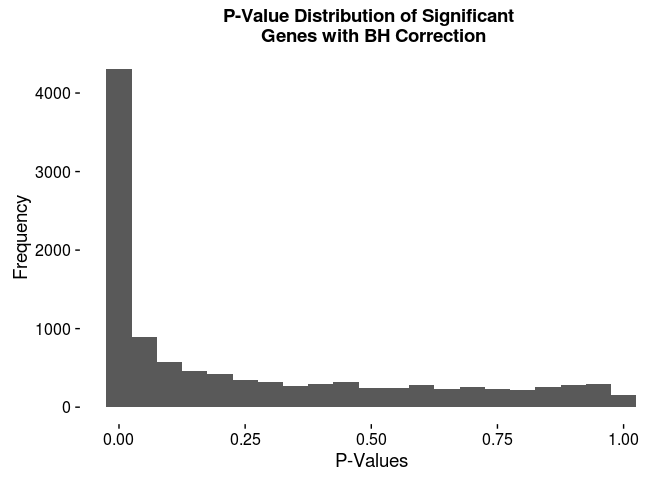 P-Value Distribution of Significant
Genes with BH Correction
4000
3000
2000
1000
0
Frequency
0.00 0.25 0.50 0.75 1.00
P-Values